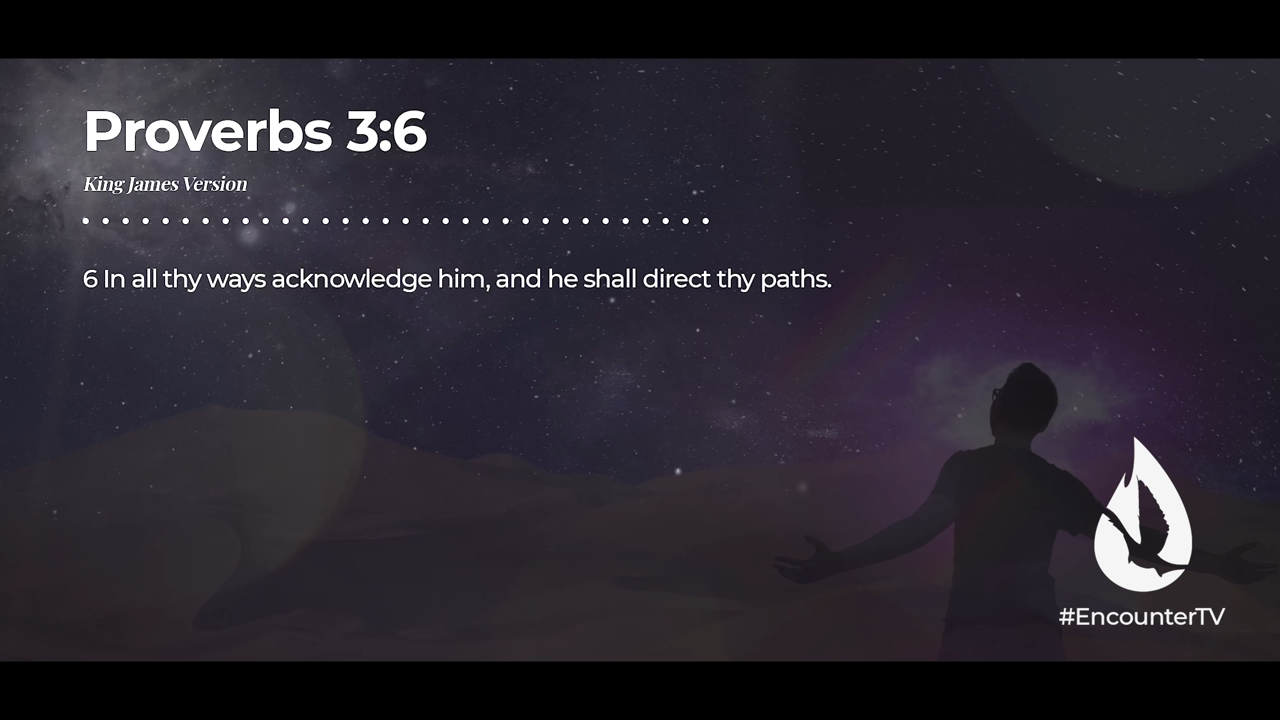 Proverbs 3:6
King James Version
6 In all thy ways acknowledge him, and he shall direct thy paths.
#EncounterTV